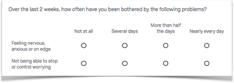 Over the last 2 weeks, how often have you been bothered by the following problems?
Not at all
Several days
More than half
the days
Nearly every day
Feeling nervous,
anxious or on edge
Not being able to stop
or control worrying